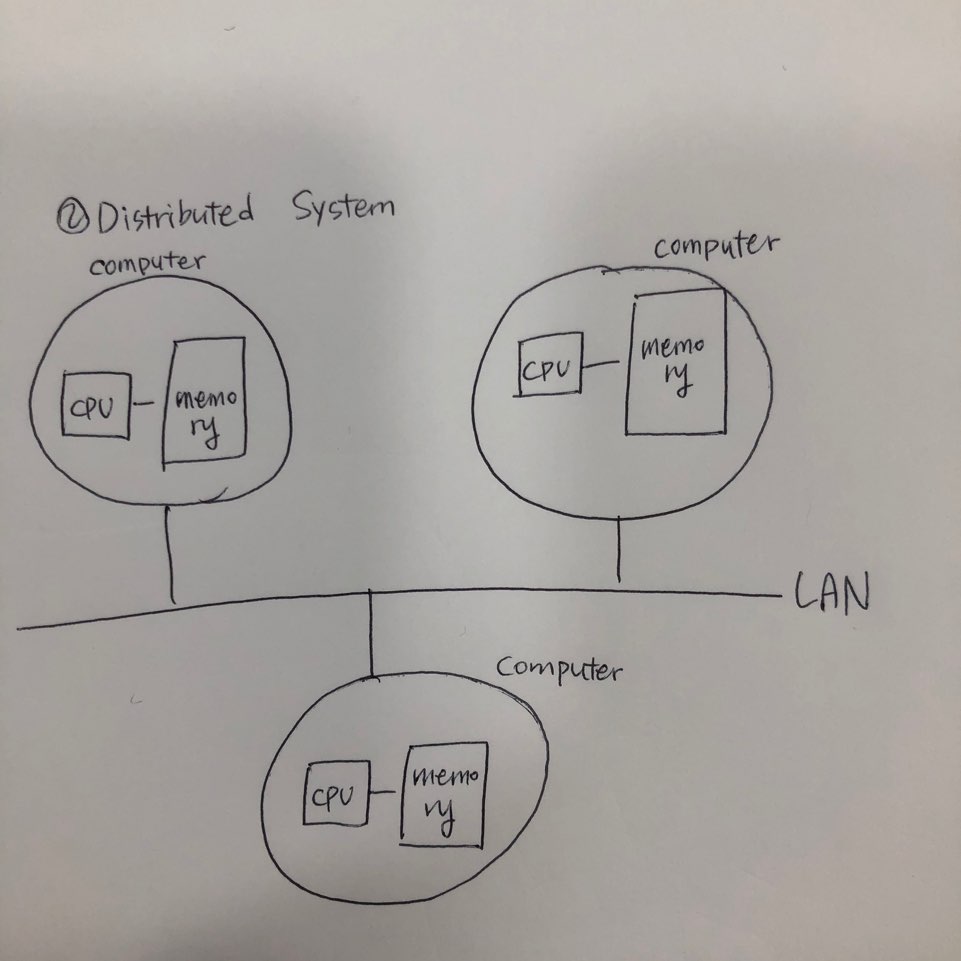 ② Distributed System
computer
CPU
memo
ry
computer
CPU
memo
ry
LAN
Computer
CPU
memo
ry